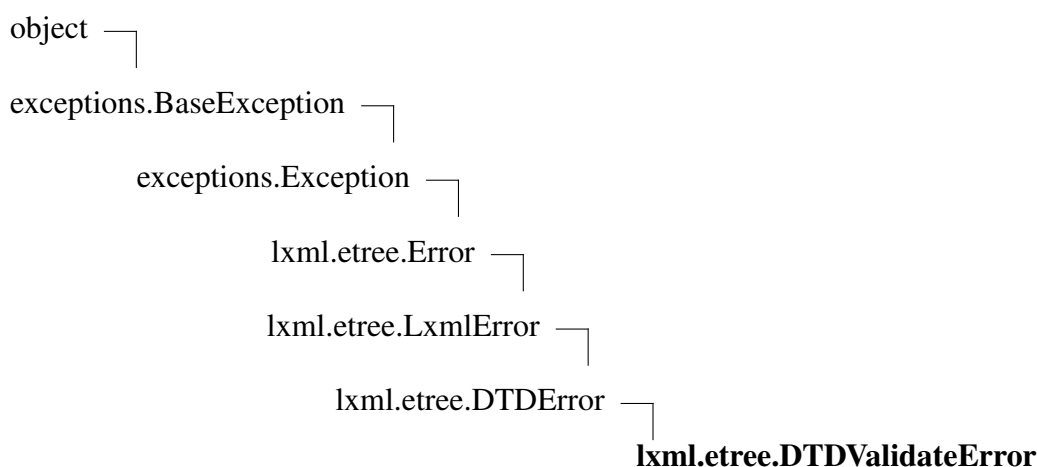 object
exceptions.BaseException
exceptions.Exception
lxml.etree.Error
lxml.etree.LxmlError
lxml.etree.DTDError
lxml.etree.DTDValidateError